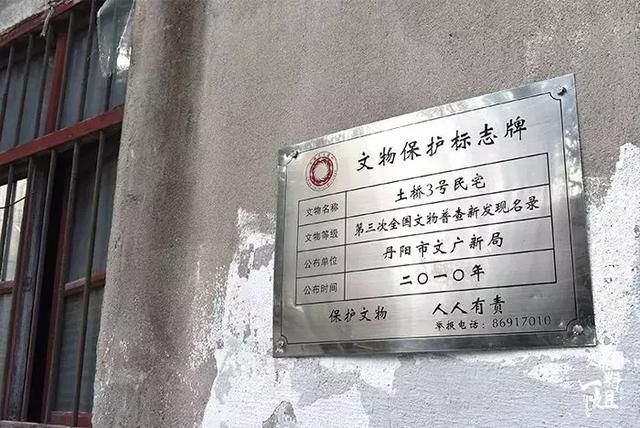 文物保护标志牌
文物名称 土桥3号民宅
文物等级 第三次全国文物普查新发现名录
公布单位 丹阳市文广新局
公布时间 二〇一〇年
保护文物 人人有责
举报电话：86917010